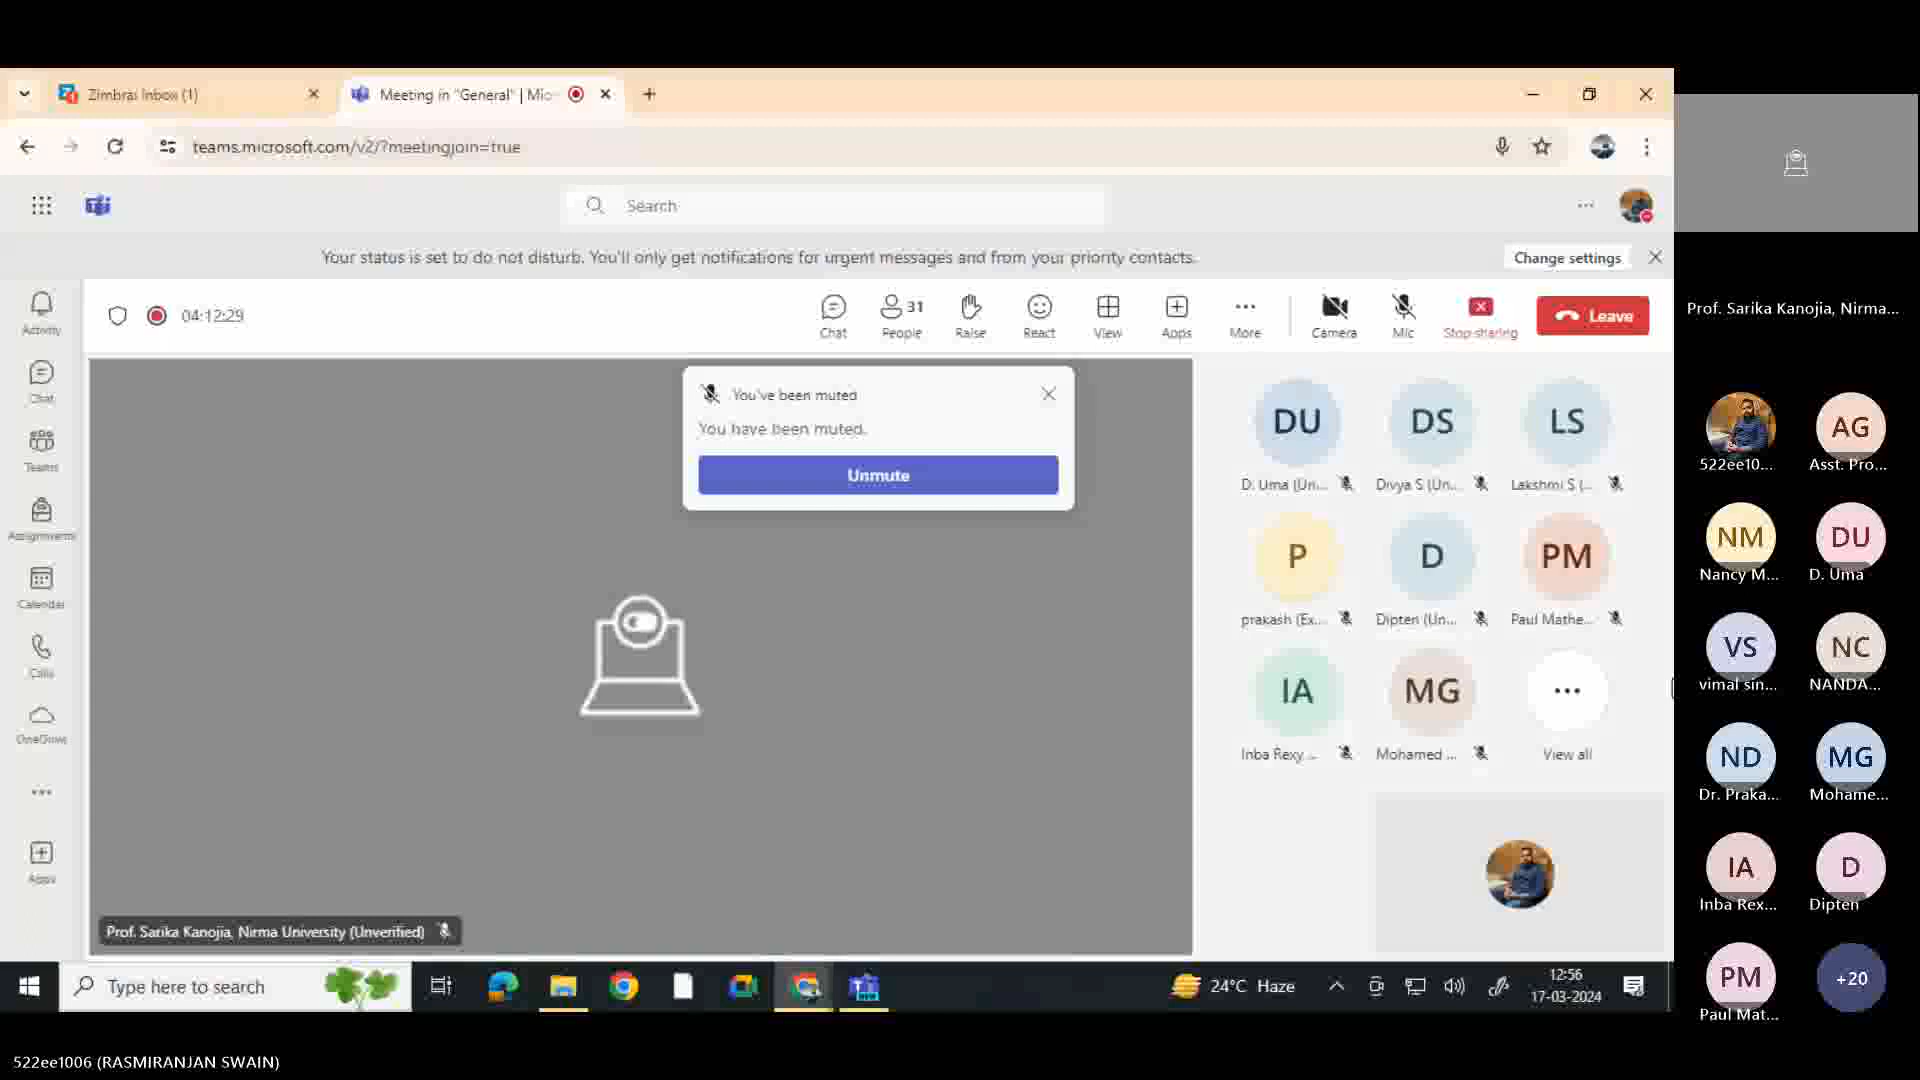 Zimbra: Inbox (1)
Meeting in "General" | Mic
teams.microsoft.com/v2/?meetingjoin=true
Search
Your status is set to do not disturb. You'll only get notifications for urgent messages and from your priority contacts.
Change settings
04:12:29
Chat
31
People
Raise
React
View
Apps
More
Camera
Mic
Stop sharing
Leave
Activity
Chat
Teams
Assignments
Calendar
Calls
OneDrive
Apps
You've been muted
You have been muted.
Unmute
DU
DS
LS
D. Uma (Un...
Divya S (Un...
Lakshmi S (...
P
D
PM
prakash (Ex...
Dipten (Un...
Paul Mathe...
IA
MG
Inba Rexy ...
Mohamed ...
View all
Prof. Sarika Kanojia, Nirma University (Unverified)
Type here to search
24°C Haze
12:56
17-03-2024
Prof. Sarika Kanojia, Nirma...
AG
522ee10...
Asst. Pro...
NM
DU
Nancy M...
D. Uma
VS
NC
vimal sin...
NANDA...
ND
MG
Dr. Praka...
Mohame...
IA
D
Inba Rex...
Dipten
PM
+20
Paul Mat...
522ee1006 (RASMIRANJAN SWAIN)